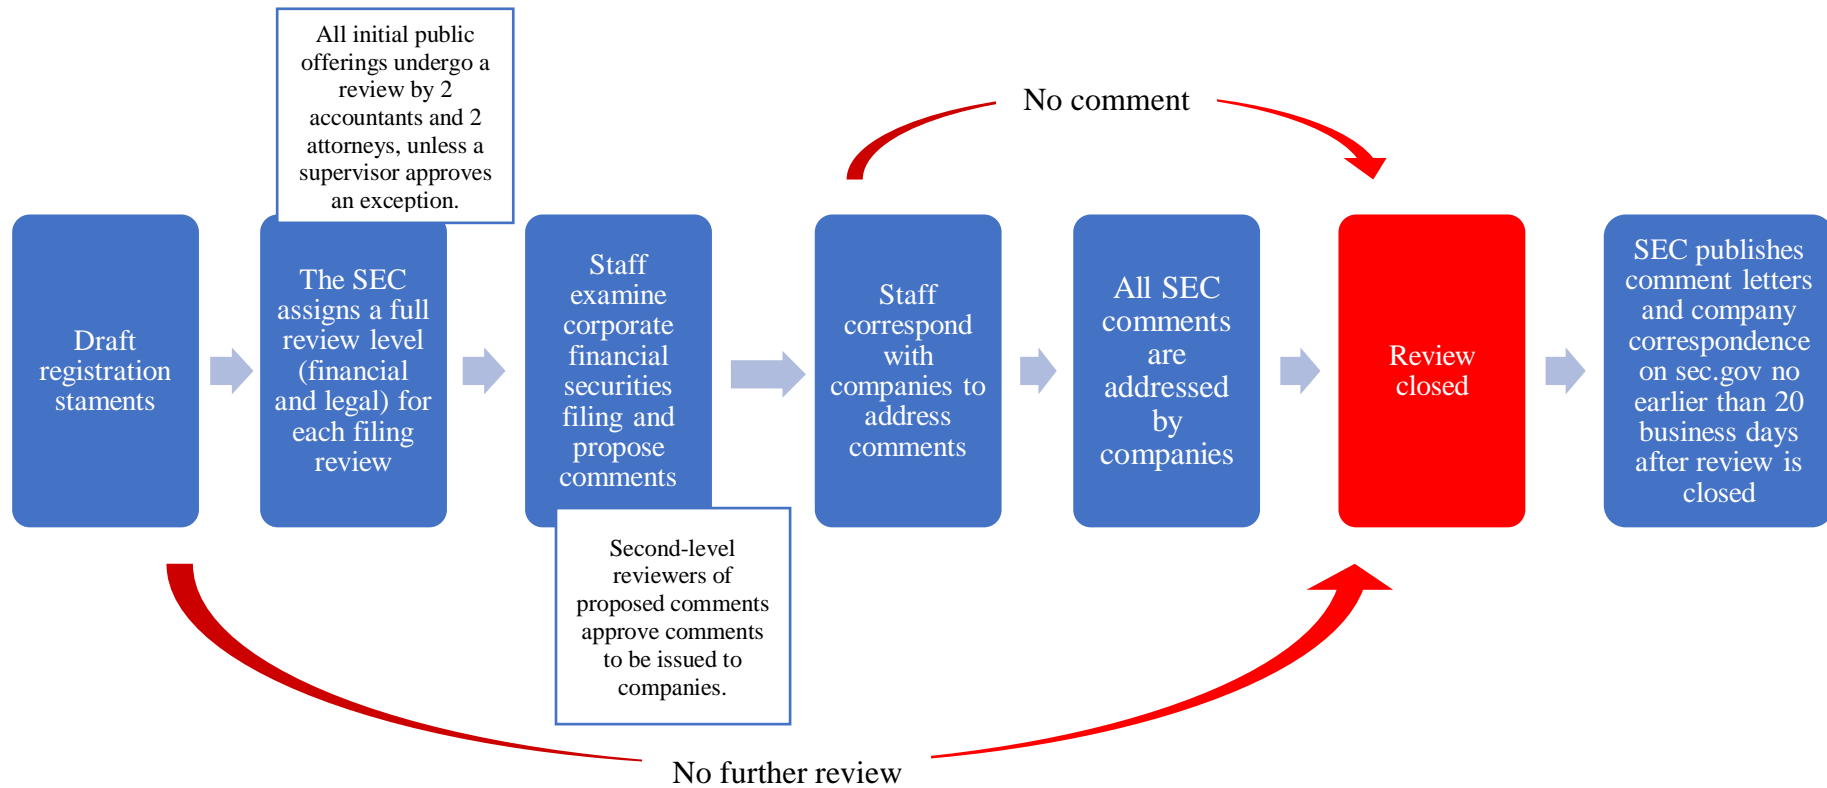 All initial public
offerings undergo a
review by 2
accountants and 2
attorneys, unless a
supervisor approves
an exception.
No comment
Draft
registration
staments
The SEC
assigns a full
review level
(financial
and legal) for
each filing
review
Staff
examine
corporate
financial
securities
filing and
propose
comments
Second-level
reviewers of
proposed comments
approve comments
to be issued to
companies.
Staff
correspond
with
companies to
address
comments
All SEC
comments
are
addressed
by
companies
Review
closed
SEC publishes
comment letters
and company
correspondence
on sec.gov no
earlier than 20
business days
after review is
closed
No further review